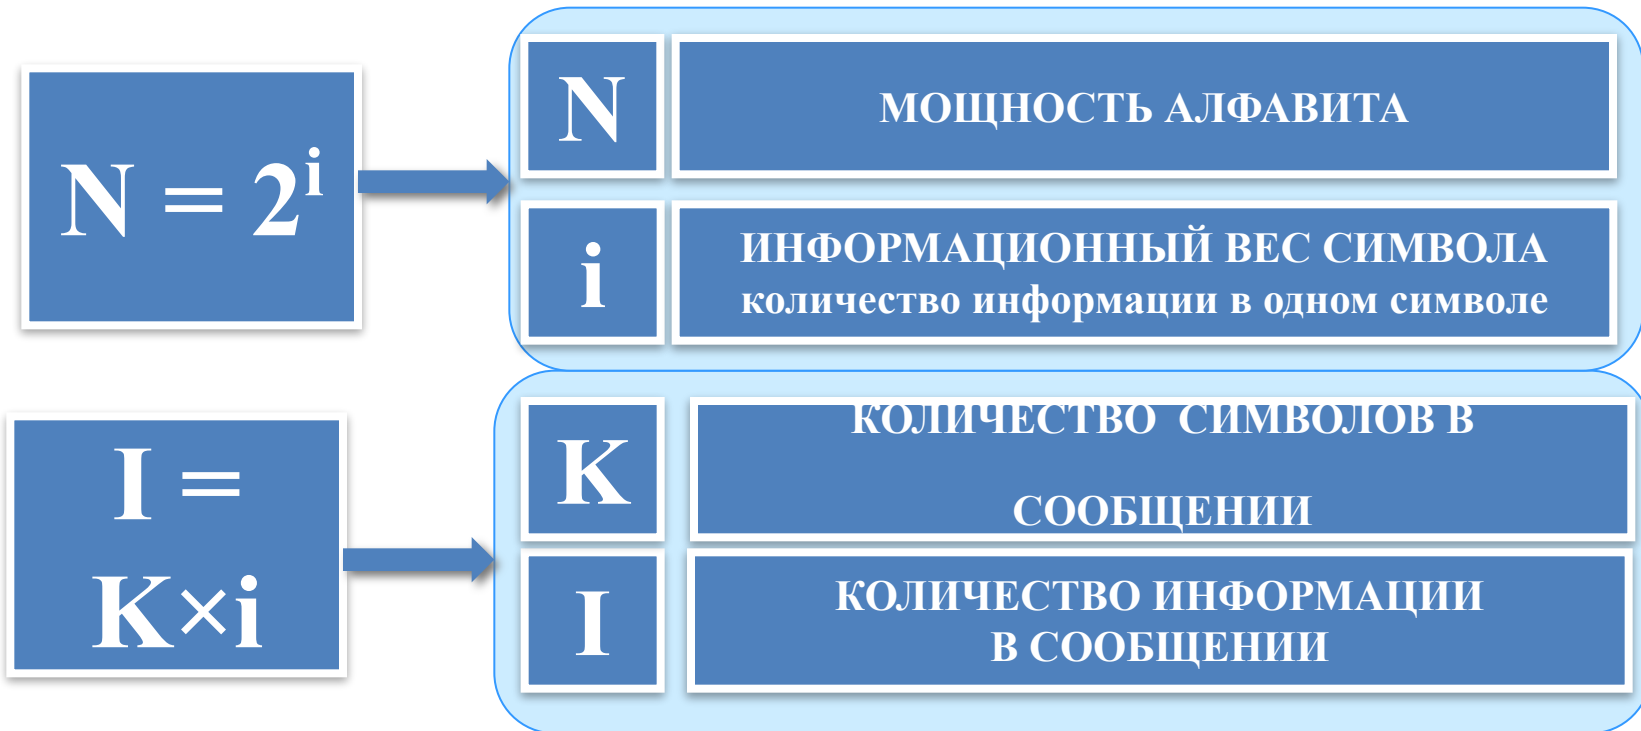 N = 2ⁱ
N
МОЩНОСТЬ АЛФАВИТА
i
ИНФОРМАЦИОННЫЙ ВЕС СИМВОЛА
количество информации в одном символе
I =
K×i
K
КОЛИЧЕСТВО СИМВОЛОВ В
СООБЩЕНИИ
I
КОЛИЧЕСТВО ИНФОРМАЦИИ
В СООБЩЕНИИ